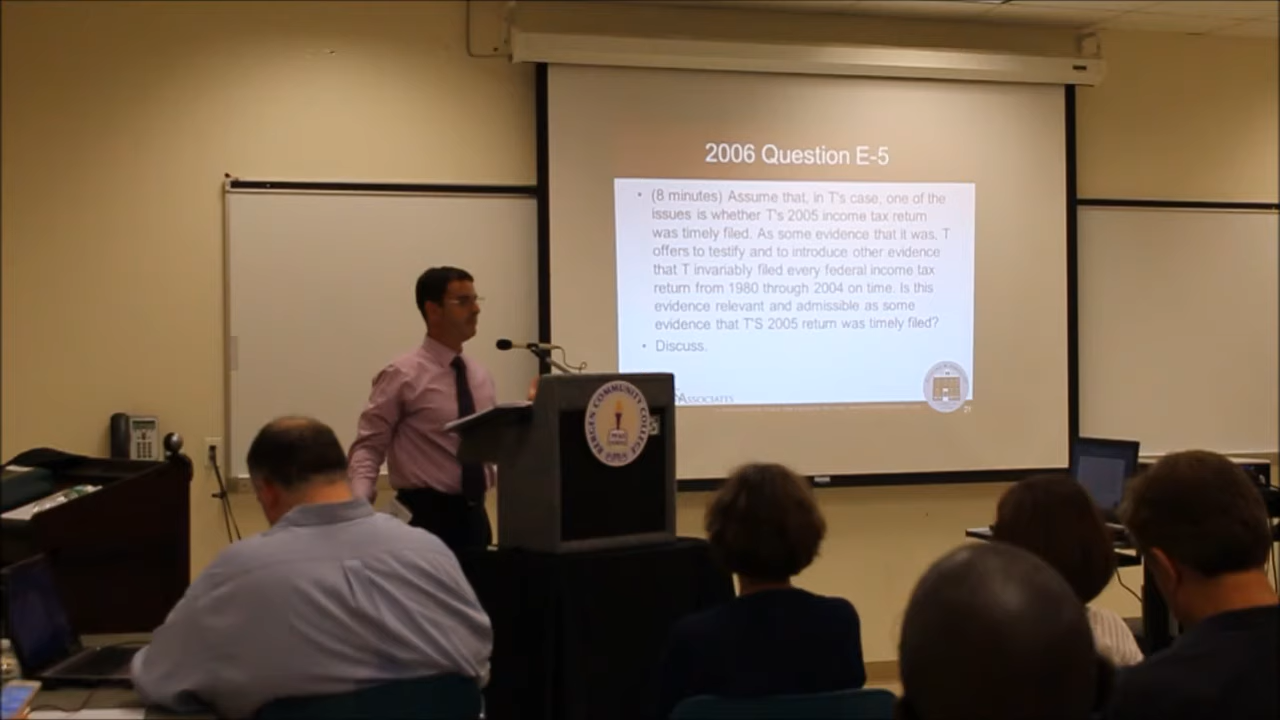 2006 Question E-5
• (8 minutes) Assume that, in T's case, one of the
issues is whether T's 2005 income tax return
was timely filed. As some evidence that it was, T
offers to testify and to introduce other evidence
that T invariably filed every federal income tax
return from 1980 through 2004 on time. Is this
evidence relevant and admissible as some
evidence that T'S 2005 return was timely filed?
• Discuss.
ASSOCIATES
BERGEN COMMUNITY COLLEGE